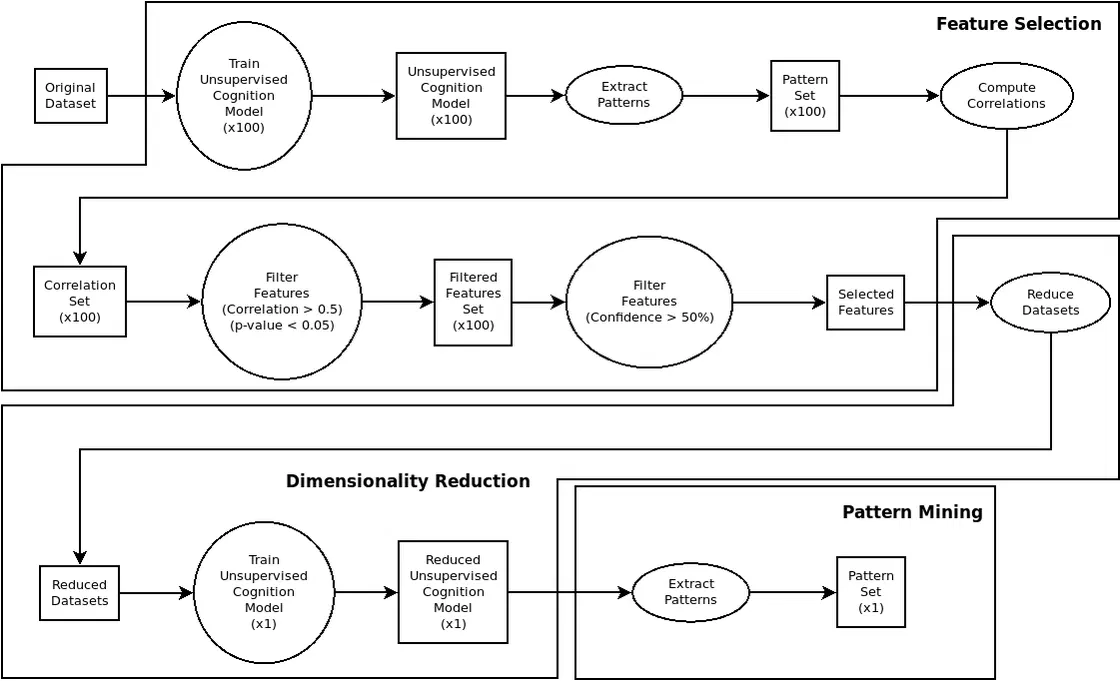 Feature Selection
Original
Dataset
Train
Unsupervised
Cognition
Model
(x100)
Unsupervised
Cognition
Model
(x100)
Extract
Patterns
Pattern
Set
(x100)
Compute
Correlations
Correlation
Set
(x100)
Filter
Features
(Correlation > 0.5)
(p-value < 0.05)
Filtered
Features
Set
(x100)
Filter
Features
(Confidence > 50%)
Selected
Features
Reduce
Datasets
Dimensionality Reduction
Reduced
Datasets
Train
Unsupervised
Cognition
Model
(x1)
Reduced
Unsupervised
Cognition
Model
(x1)
Pattern Mining
Extract
Patterns
Pattern
Set
(x1)